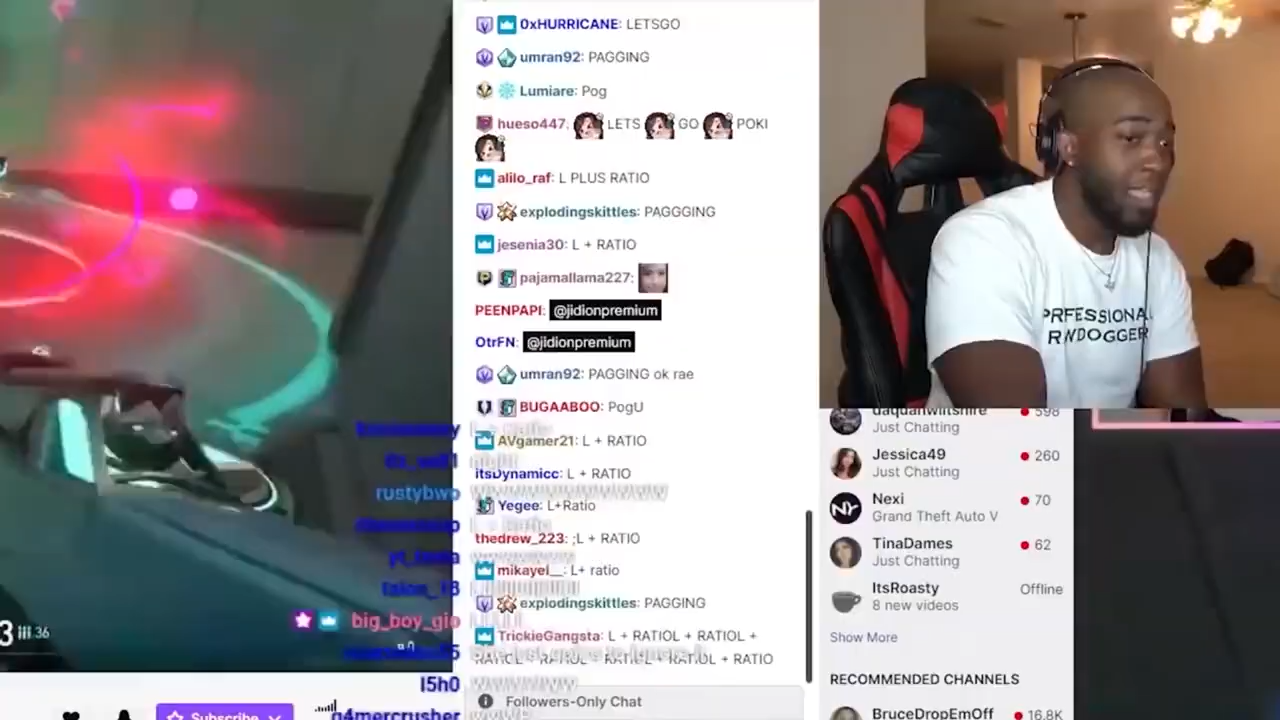 0xHURRICANE: LETSGO
umran92: PAGGING
Lumiare: Pog
hueso447: LETS GO POKI
alilo_raf: L PLUS RATIO
explodingskittles: PAGGGING
jesenia30: L + RATIO
pajamallama227:
PEENPAPI: @jidionpremium
OtrFN: @jidionpremium
umran92: PAGGING ok rae
BUGAABOO: PogU
AVgamer21: L + RATIO
itsDynamicc: L + RATIO
Yegee: L+Ratio
thedrew_223: ;L + RATIO
mikayel__: L+ ratio
explodingskittles: PAGGING
TrickieGangsta: L + RATIOL + RATIOL +
RATIOL + RATIOL + RATIOL + RATIOL + RATIO
Followers-Only Chat
rustybwo
big_boy_gio
l5h0
g4mercrusher
3
36
Subscribe
PRFESSIONAL
RWDOGGER
daquanwiltshire 598
Just Chatting
Jessica49 260
Just Chatting
Nexi 70
Grand Theft Auto V
TinaDames 62
Just Chatting
ItsRoasty Offline
8 new videos
Show More
RECOMMENDED CHANNELS
BruceDropEmOff 16.8K